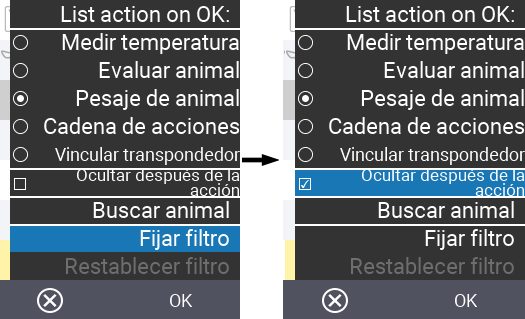 List action on OK:
Medir temperatura
Evaluar animal
Pesaje de animal
Cadena de acciones
Vincular transpondedor
Ocultar después de la
acción
Buscar animal
Fijar filtro
Restablecer filtro
OK
List action on OK:
Medir temperatura
Evaluar animal
Pesaje de animal
Cadena de acciones
Vincular transpondedor
Ocultar después de la
acción
Buscar animal
Fijar filtro
Restablecer filtro
OK